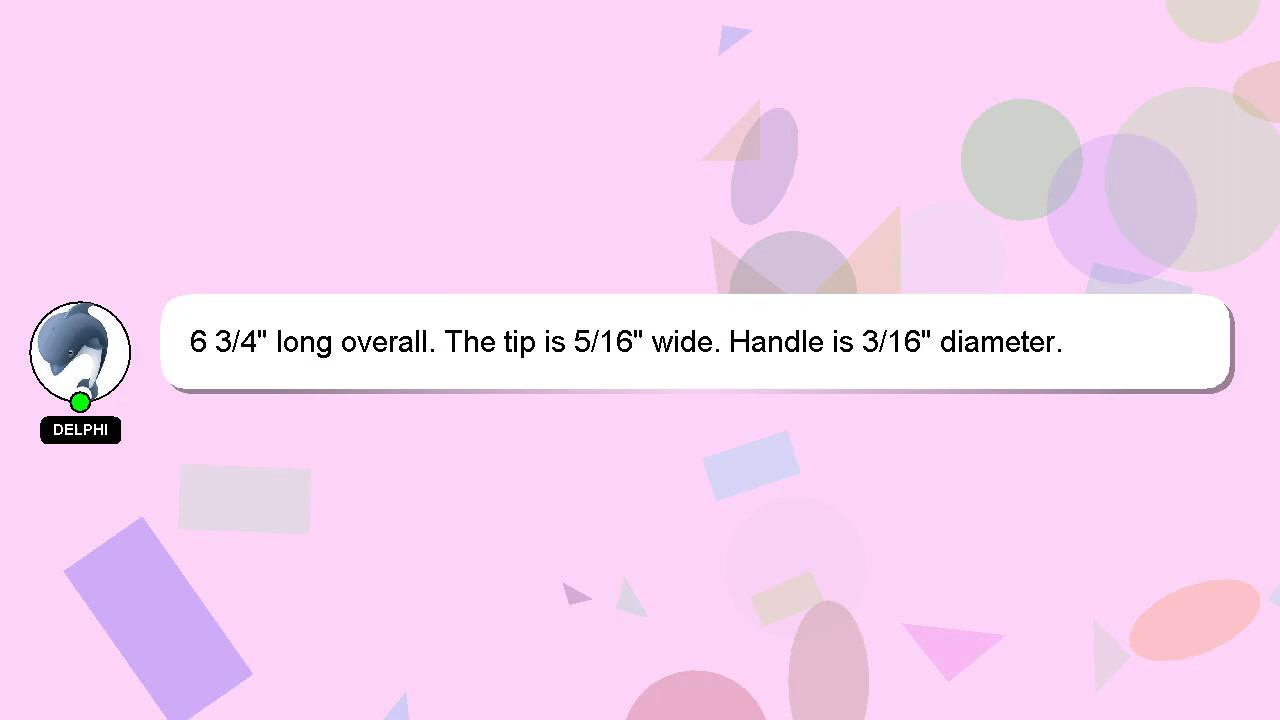 6 3/4" long overall. The tip is 5/16" wide. Handle is 3/16" diameter.
DELPHI